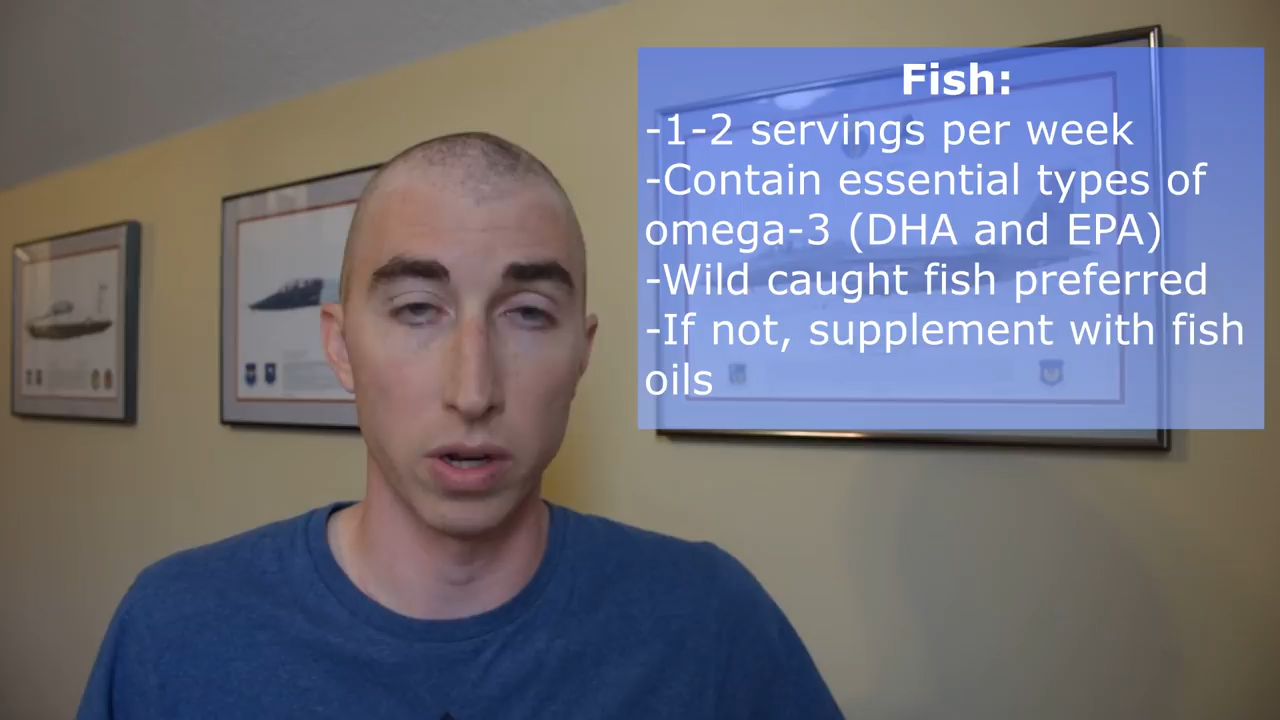 Fish:
-1-2 servings per week
-Contain essential types of
omega-3 (DHA and EPA)
-Wild caught fish preferred
-If not, supplement with fish
oils